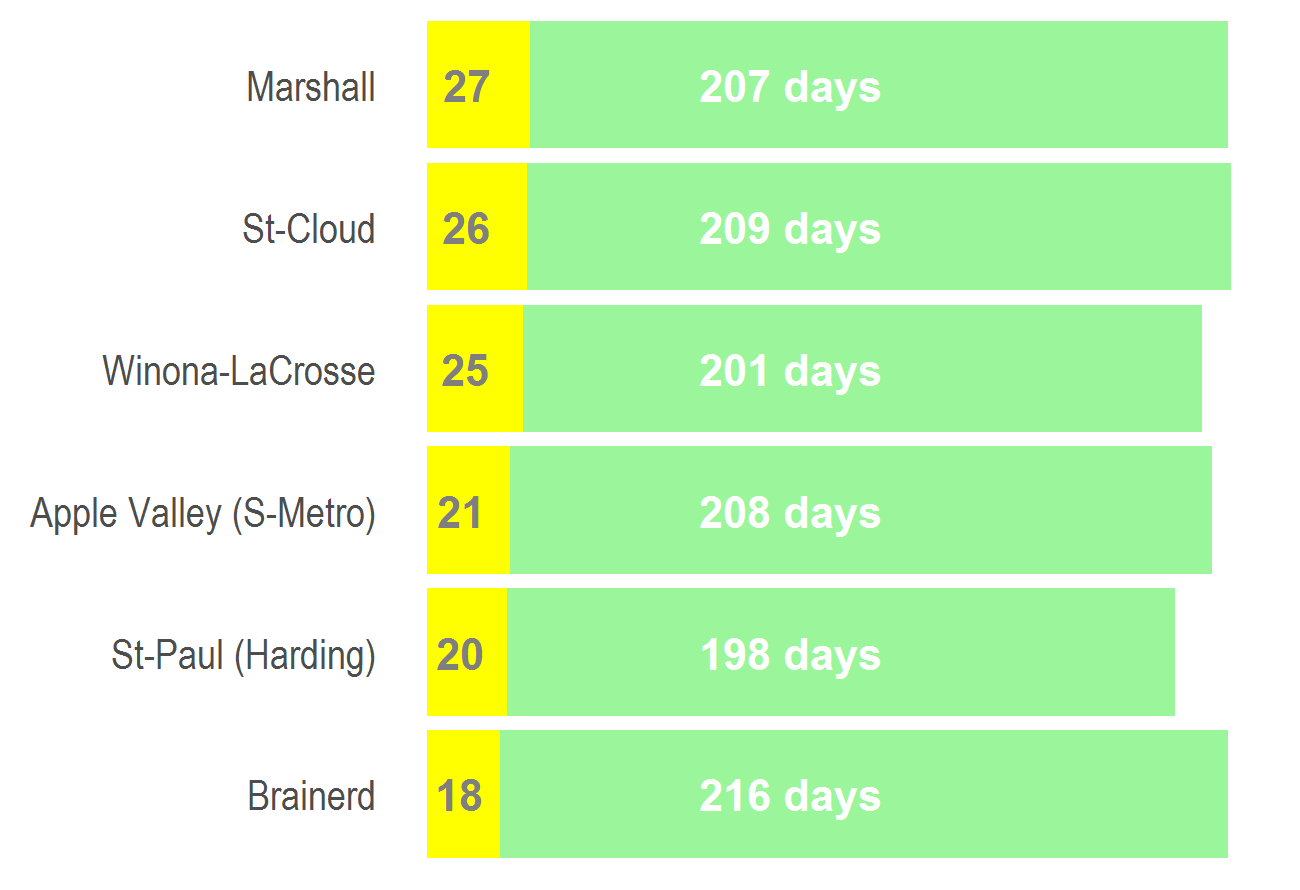 Marshall 27 207 days
St-Cloud 26 209 days
Winona-LaCrosse 25 201 days
Apple Valley (S-Metro) 21 208 days
St-Paul (Harding) 20 198 days
Brainerd 18 216 days